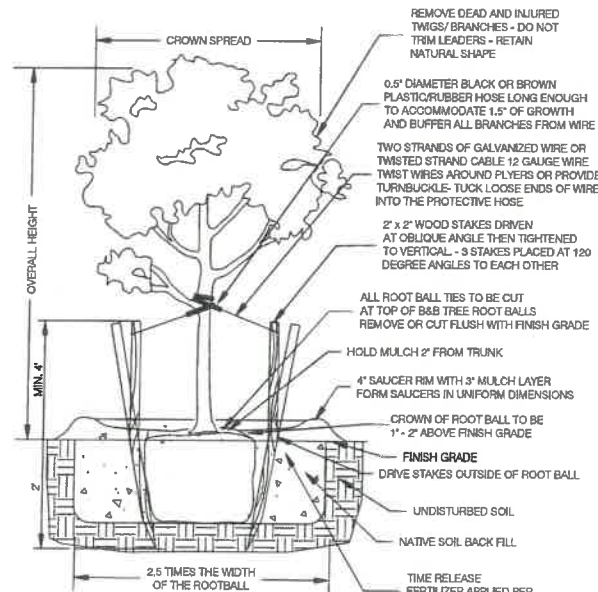 CROWN SPREAD
OVERALL HEIGHT
MIN. 4'
2'
2.5 TIMES THE WIDTH
OF THE ROOTBALL
REMOVE DEAD AND INJURED
TWIGS/ BRANCHES - DO NOT
TRIM LEADERS - RETAIN
NATURAL SHAPE
0.5" DIAMETER BLACK OR BROWN
PLASTIC/RUBBER HOSE LONG ENOUGH
TO ACCOMMODATE 1.5" OF GROWTH
AND BUFFER ALL BRANCHES FROM WIRE
TWO STRANDS OF GALVANIZED WIRE OR
TWISTED STRAND CABLE 12 GAUGE WIRE
TWIST WIRES AROUND PLYERS OR PROVIDE
TURNBUCKLE- TUCK LOOSE ENDS OF WIRE
INTO THE PROTECTIVE HOSE
2" x 2" WOOD STAKES DRIVEN
AT OBLIQUE ANGLE THEN TIGHTENED
TO VERTICAL - 3 STAKES PLACED AT 120
DEGREE ANGLES TO EACH OTHER
ALL ROOT BALL TIES TO BE CUT
AT TOP OF B&B TREE ROOT BALLS
REMOVE OR CUT FLUSH WITH FINISH GRADE
HOLD MULCH 2" FROM TRUNK
4" SAUCER RIM WITH 3" MULCH LAYER
FORM SAUCERS IN UNIFORM DIMENSIONS
CROWN OF ROOT BALL TO BE
1" - 2" ABOVE FINISH GRADE
FINISH GRADE
DRIVE STAKES OUTSIDE OF ROOT BALL
UNDISTURBED SOIL
NATIVE SOIL BACK FILL
TIME RELEASE
FERTILIZER APPLIED PER